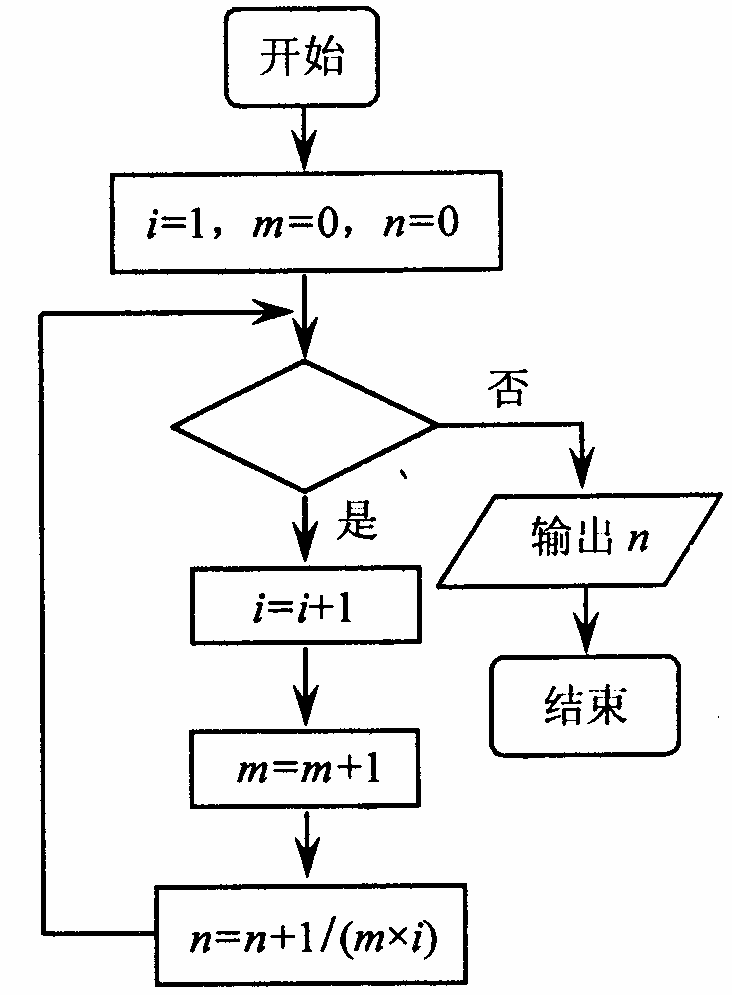 开始
i=1，m=0，n=0
否
是
输出 n
i=i+1
结束
m=m+1
n=n+1/(m×i)